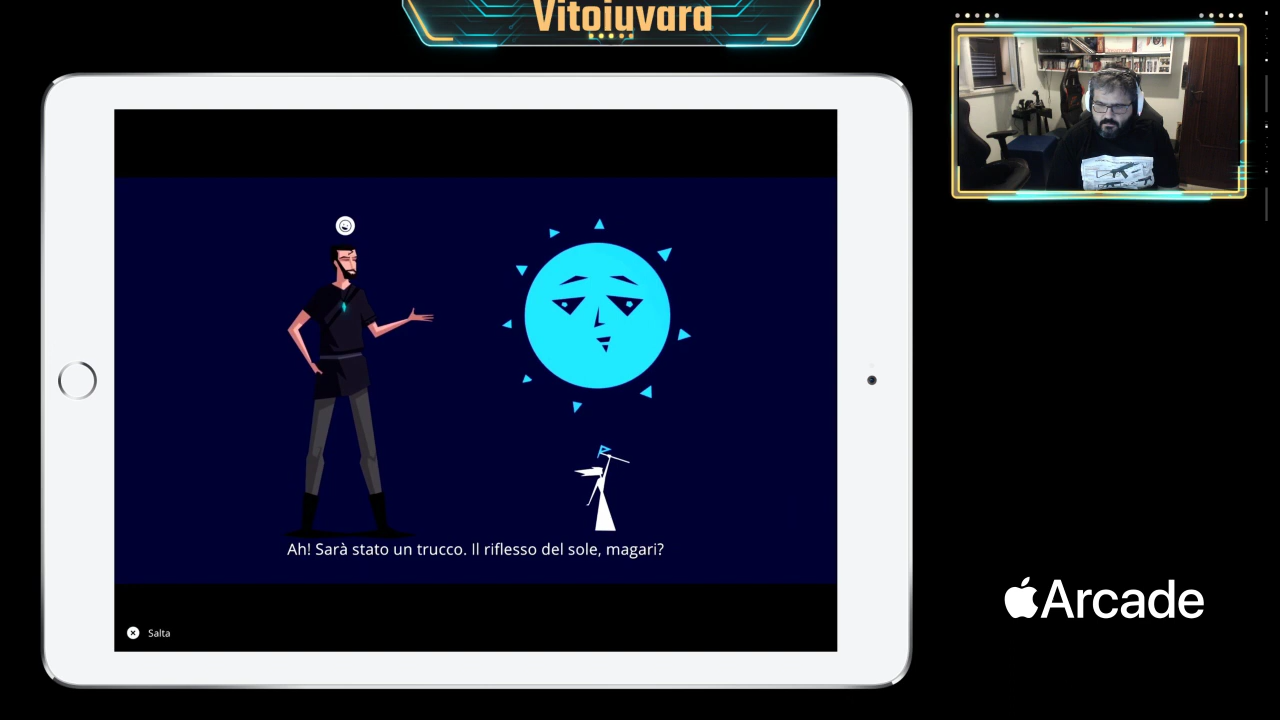 Vitoiuvara
Ah! Sarà stato un trucco. Il riflesso del sole, magari?
Salta
Arcade